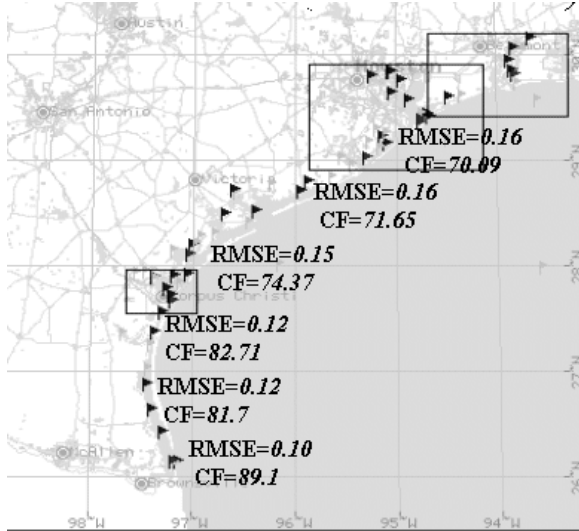 Austin
Beaumont
Houston
San Antonio
RMSE=0.16
CF=70.09
Victoria
RMSE=0.16
CF=71.65
RMSE=0.15
CF=74.37
Corpus Christi
RMSE=0.12
CF=82.71
RMSE=0.12
CF=81.7
McAllen
RMSE=0.10
CF=89.1
98°W
97°W
96°W
95°W
94°W